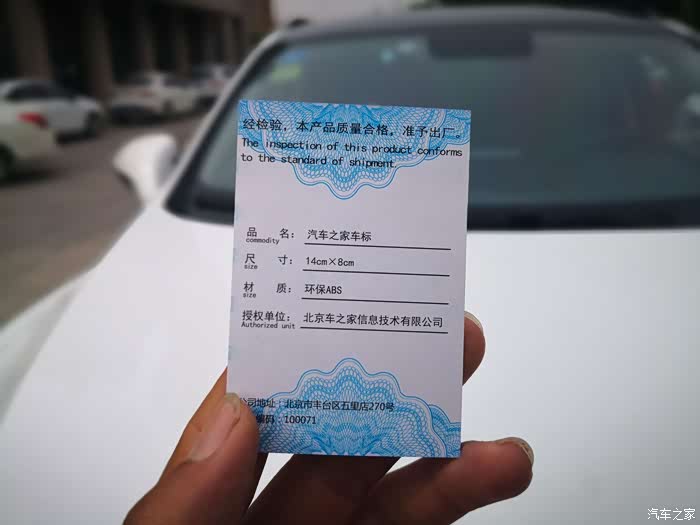 经检验，本产品质量合格，准予出厂。
The inspection of this product conforms
to the standard of shipment.
品 名： 汽车之家车标
commodity
尺 寸： 14cm×8cm
size
材 质： 环保ABS
size
授权单位： 北京车之家信息技术有限公司
Authorized unit
公司地址：北京市丰台区五里店270号
编码：100071
汽车之家